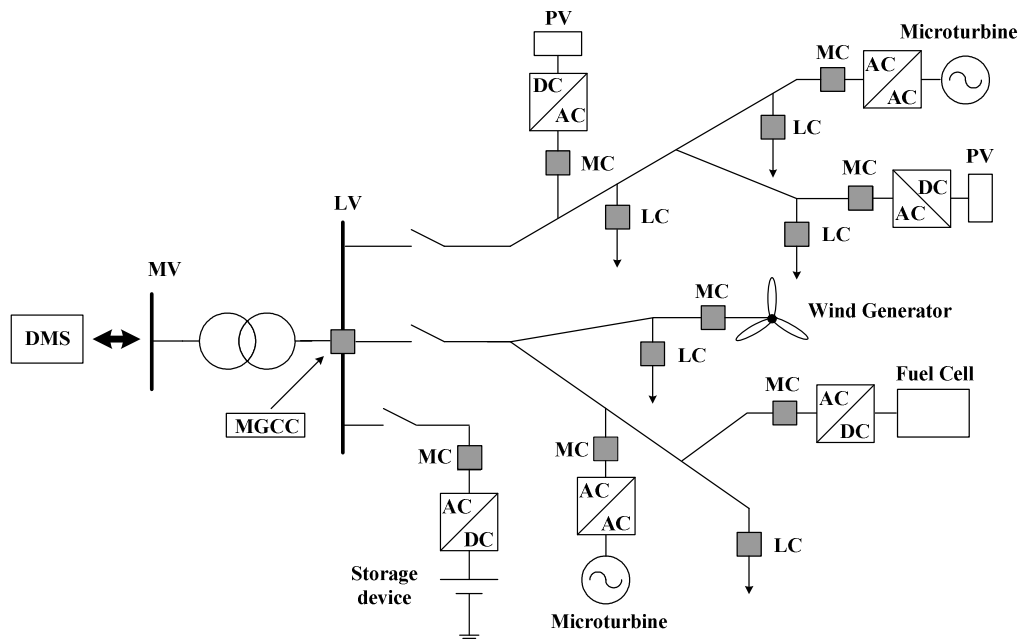 PV
Microturbine
MC
DC
AC
AC
AC
MC
LC
MC
PV
DC
AC
LV
LC
LC
MV
MC
Wind Generator
DMS
LC
Fuel Cell
MC
AC
DC
MGCC
MC
MC
AC
DC
AC
AC
LC
Storage
device
Microturbine